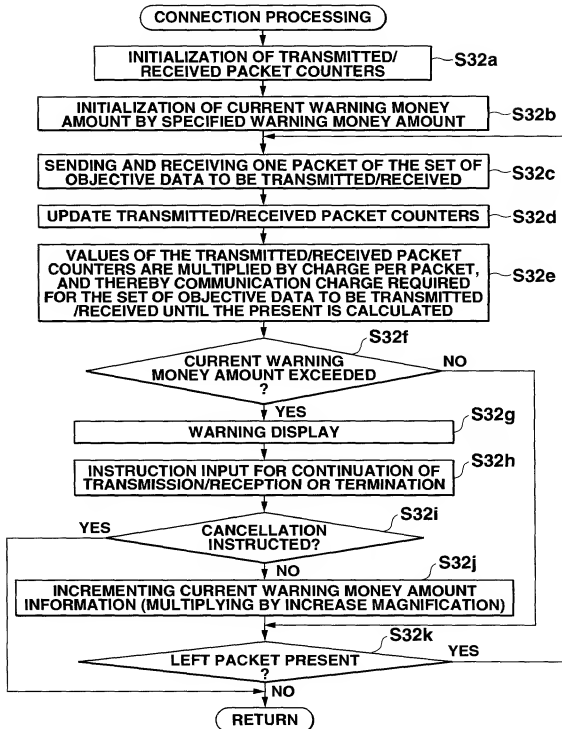 CONNECTION PROCESSING
INITIALIZATION OF TRANSMITTED/
RECEIVED PACKET COUNTERS
S32a
INITIALIZATION OF CURRENT WARNING MONEY
AMOUNT BY SPECIFIED WARNING MONEY AMOUNT
S32b
SENDING AND RECEIVING ONE PACKET OF THE SET OF
OBJECTIVE DATA TO BE TRANSMITTED/RECEIVED
S32c
UPDATE TRANSMITTED/RECEIVED PACKET COUNTERS
S32d
VALUES OF THE TRANSMITTED/RECEIVED PACKET
COUNTERS ARE MULTIPLIED BY CHARGE PER PACKET,
AND THEREBY COMMUNICATION CHARGE REQUIRED
FOR THE SET OF OBJECTIVE DATA TO BE TRANSMITTED
/RECEIVED UNTIL THE PRESENT IS CALCULATED
S32e
S32f
CURRENT WARNING
MONEY AMOUNT EXCEEDED
?
NO
YES
S32g
WARNING DISPLAY
S32h
INSTRUCTION INPUT FOR CONTINUATION OF
TRANSMISSION/RECEPTION OR TERMINATION
S32i
YES
CANCELLATION
INSTRUCTED?
NO
S32j
INCREMENTING CURRENT WARNING MONEY AMOUNT
INFORMATION (MULTIPLYING BY INCREASE MAGNIFICATION)
S32k
LEFT PACKET PRESENT
?
YES
NO
RETURN